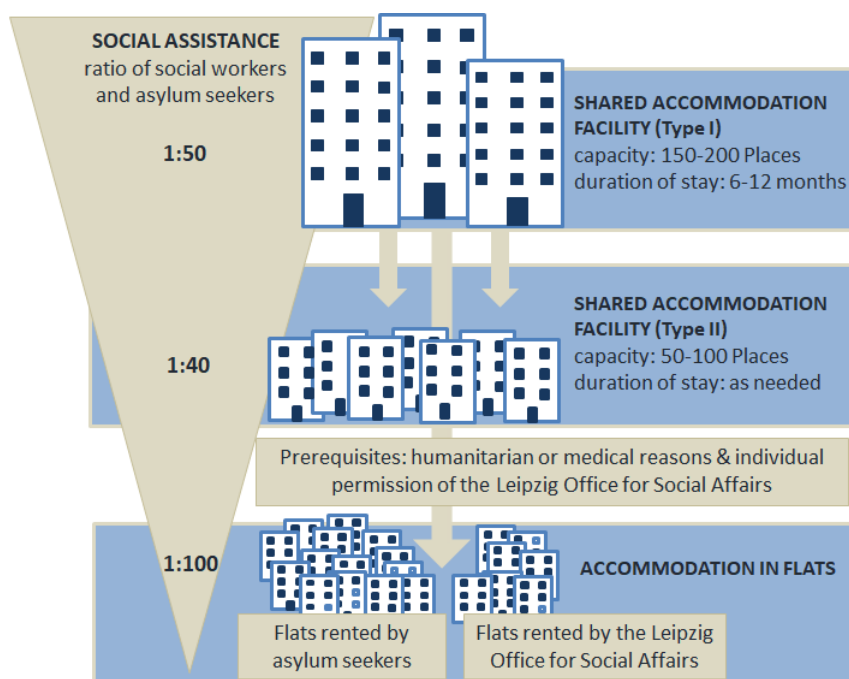 SOCIAL ASSISTANCE
ratio of social workers
and asylum seekers
1:50
SHARED ACCOMMODATION
FACILITY (Type I)
capacity: 150-200 Places
duration of stay: 6-12 months
SHARED ACCOMMODATION
FACILITY (Type II)
capacity: 50-100 Places
duration of stay: as needed
1:40
Prerequisites: humanitarian or medical reasons & individual
permission of the Leipzig Office for Social Affairs
1:100
ACCOMMODATION IN FLATS
Flats rented by
asylum seekers
Flats rented by the Leipzig
Office for Social Affairs